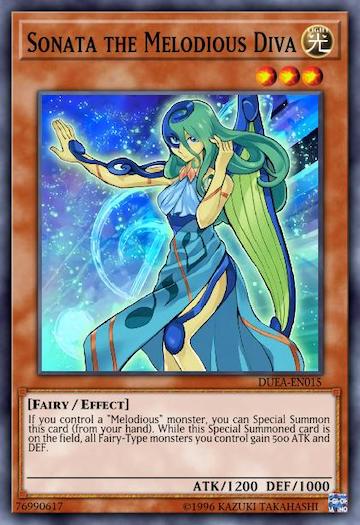 Sonata the Melodious Diva
LIGHT
光
DUEA-EN015
[Fairy / Effect]
If you control a "Melodious" monster, you can Special Summon
this card (from your hand). While this Special Summoned card is
on the field, all Fairy-Type monsters you control gain 500 ATK and
DEF.
ATK/1200 DEF/1000
76990617
©1996 KAZUKI TAKAHASHI